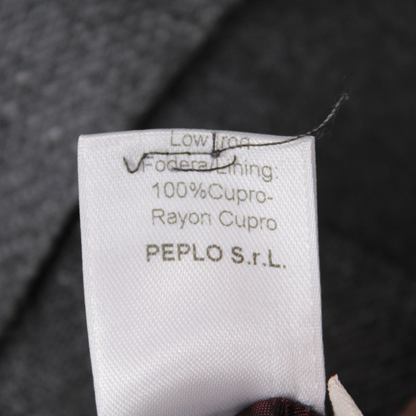 Low Iron
Fodera/Lining:
100%Cupro-
Rayon Cupro
PEPLO S.r.L.